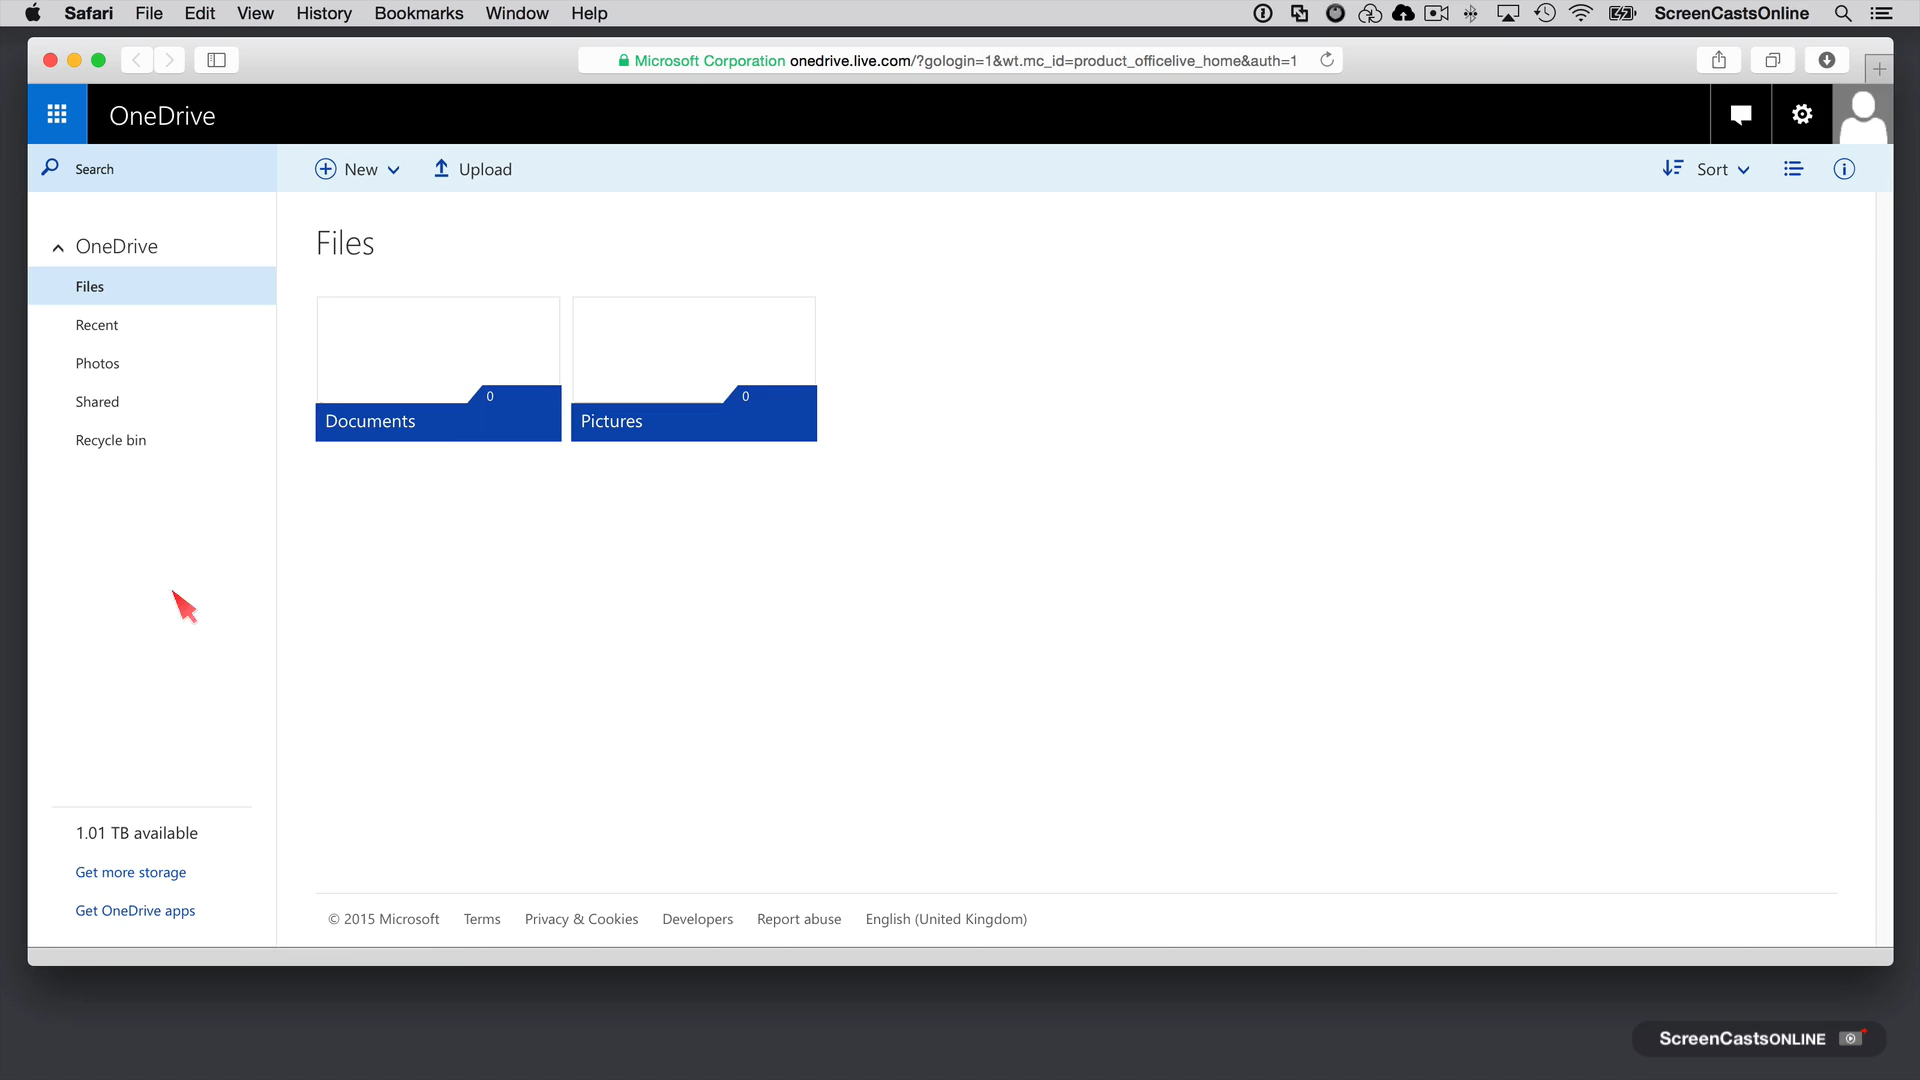 Safari File Edit View History Bookmarks Window Help ScreenCastsOnline
Microsoft Corporation onedrive.live.com/?gologin=1&wt.mc_id=product_officelive_home&auth=1
OneDrive
Search New Upload Sort
OneDrive
Files
Recent
Photos
Shared
Recycle bin
Files
0
Documents
0
Pictures
1.01 TB available
Get more storage
Get OneDrive apps
© 2015 Microsoft Terms Privacy & Cookies Developers Report abuse English (United Kingdom)
ScreenCastsONLINE